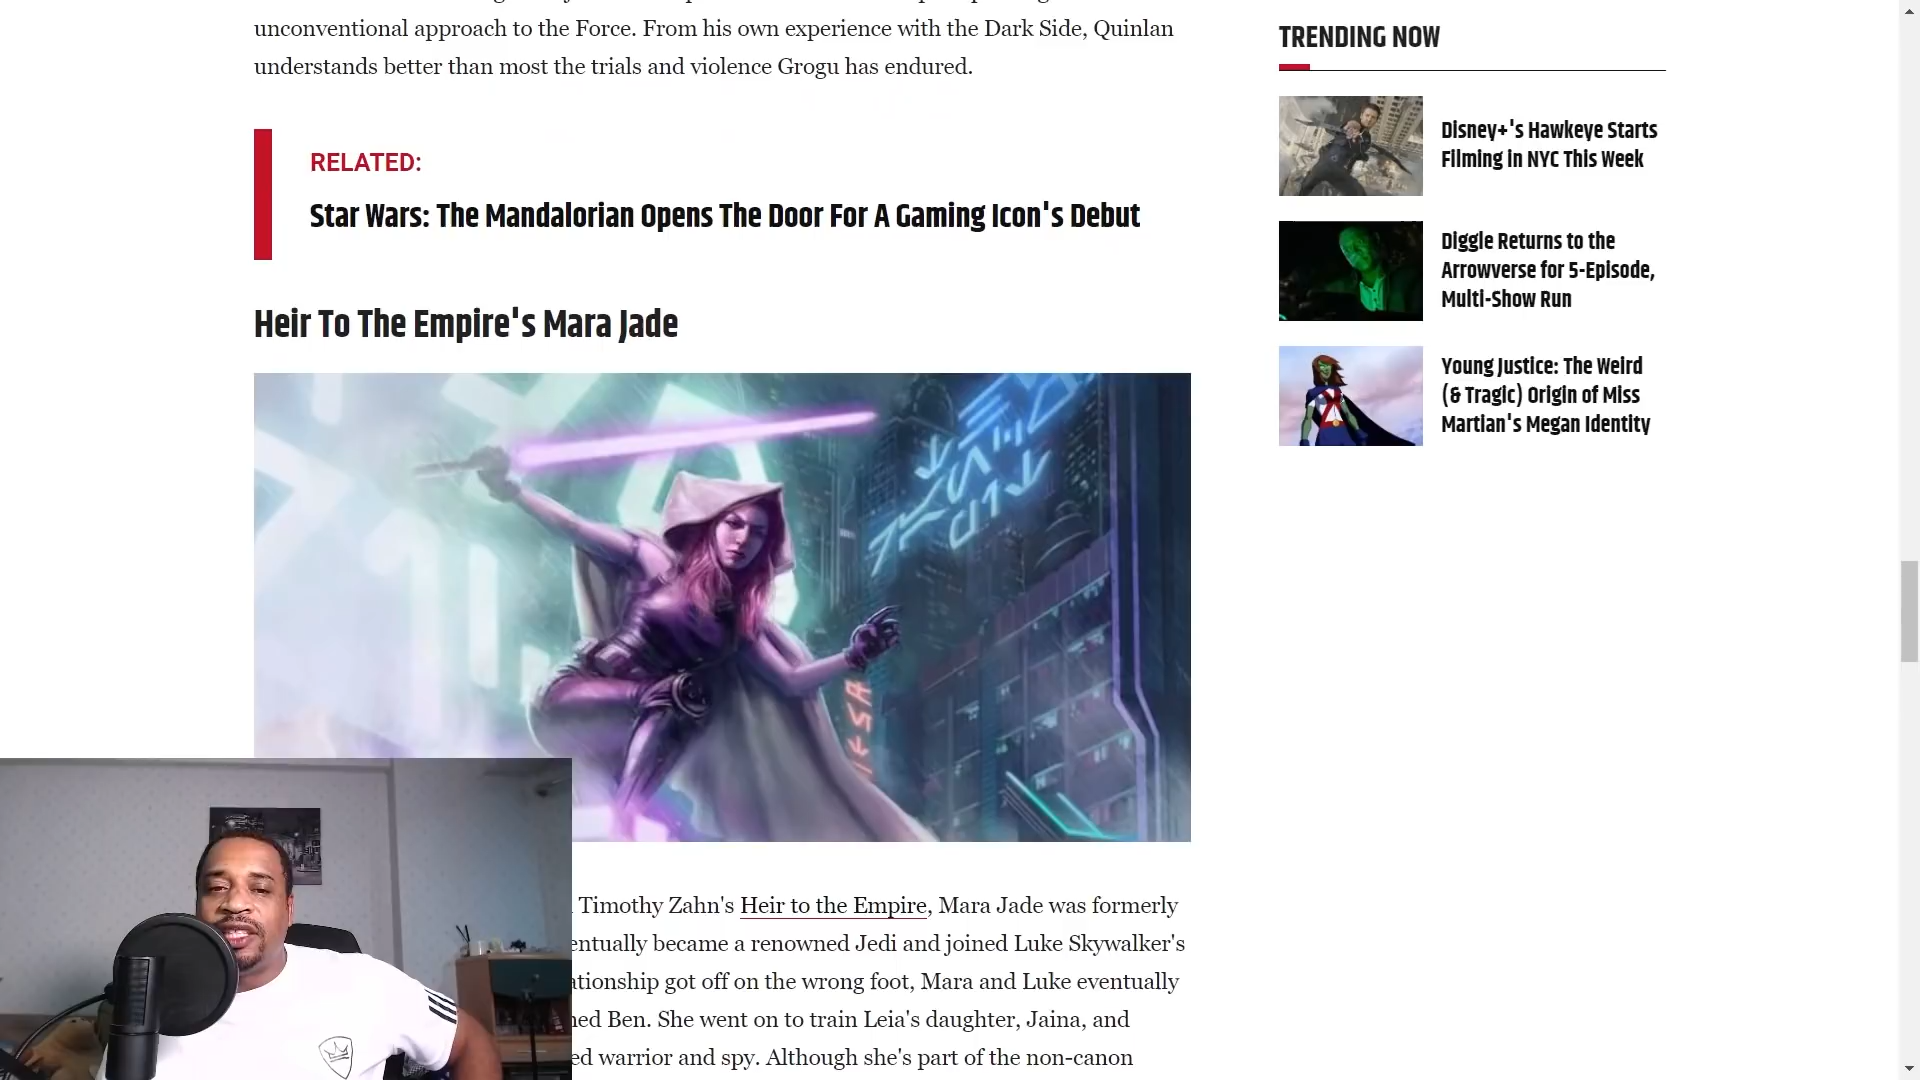 unconventional approach to the Force. From his own experience with the Dark Side, Quinlan
understands better than most the trials and violence Grogu has endured.
RELATED:
Star Wars: The Mandalorian Opens The Door For A Gaming Icon's Debut
Heir To The Empire's Mara Jade
Timothy Zahn's Heir to the Empire, Mara Jade was formerly
became a renowned Jedi and joined Luke Skywalker's
got off on the wrong foot, Mara and Luke eventually
Ben. She went on to train Leia's daughter, Jaina, and
warrior and spy. Although she's part of the non-canon
TRENDING NOW
Disney+'s Hawkeye Starts
Filming in NYC This Week
Diggle Returns to the
Arrowverse for 5-Episode,
Multi-Show Run
Young Justice: The Weird
(& Tragic) Origin of Miss
Martian's Megan Identity